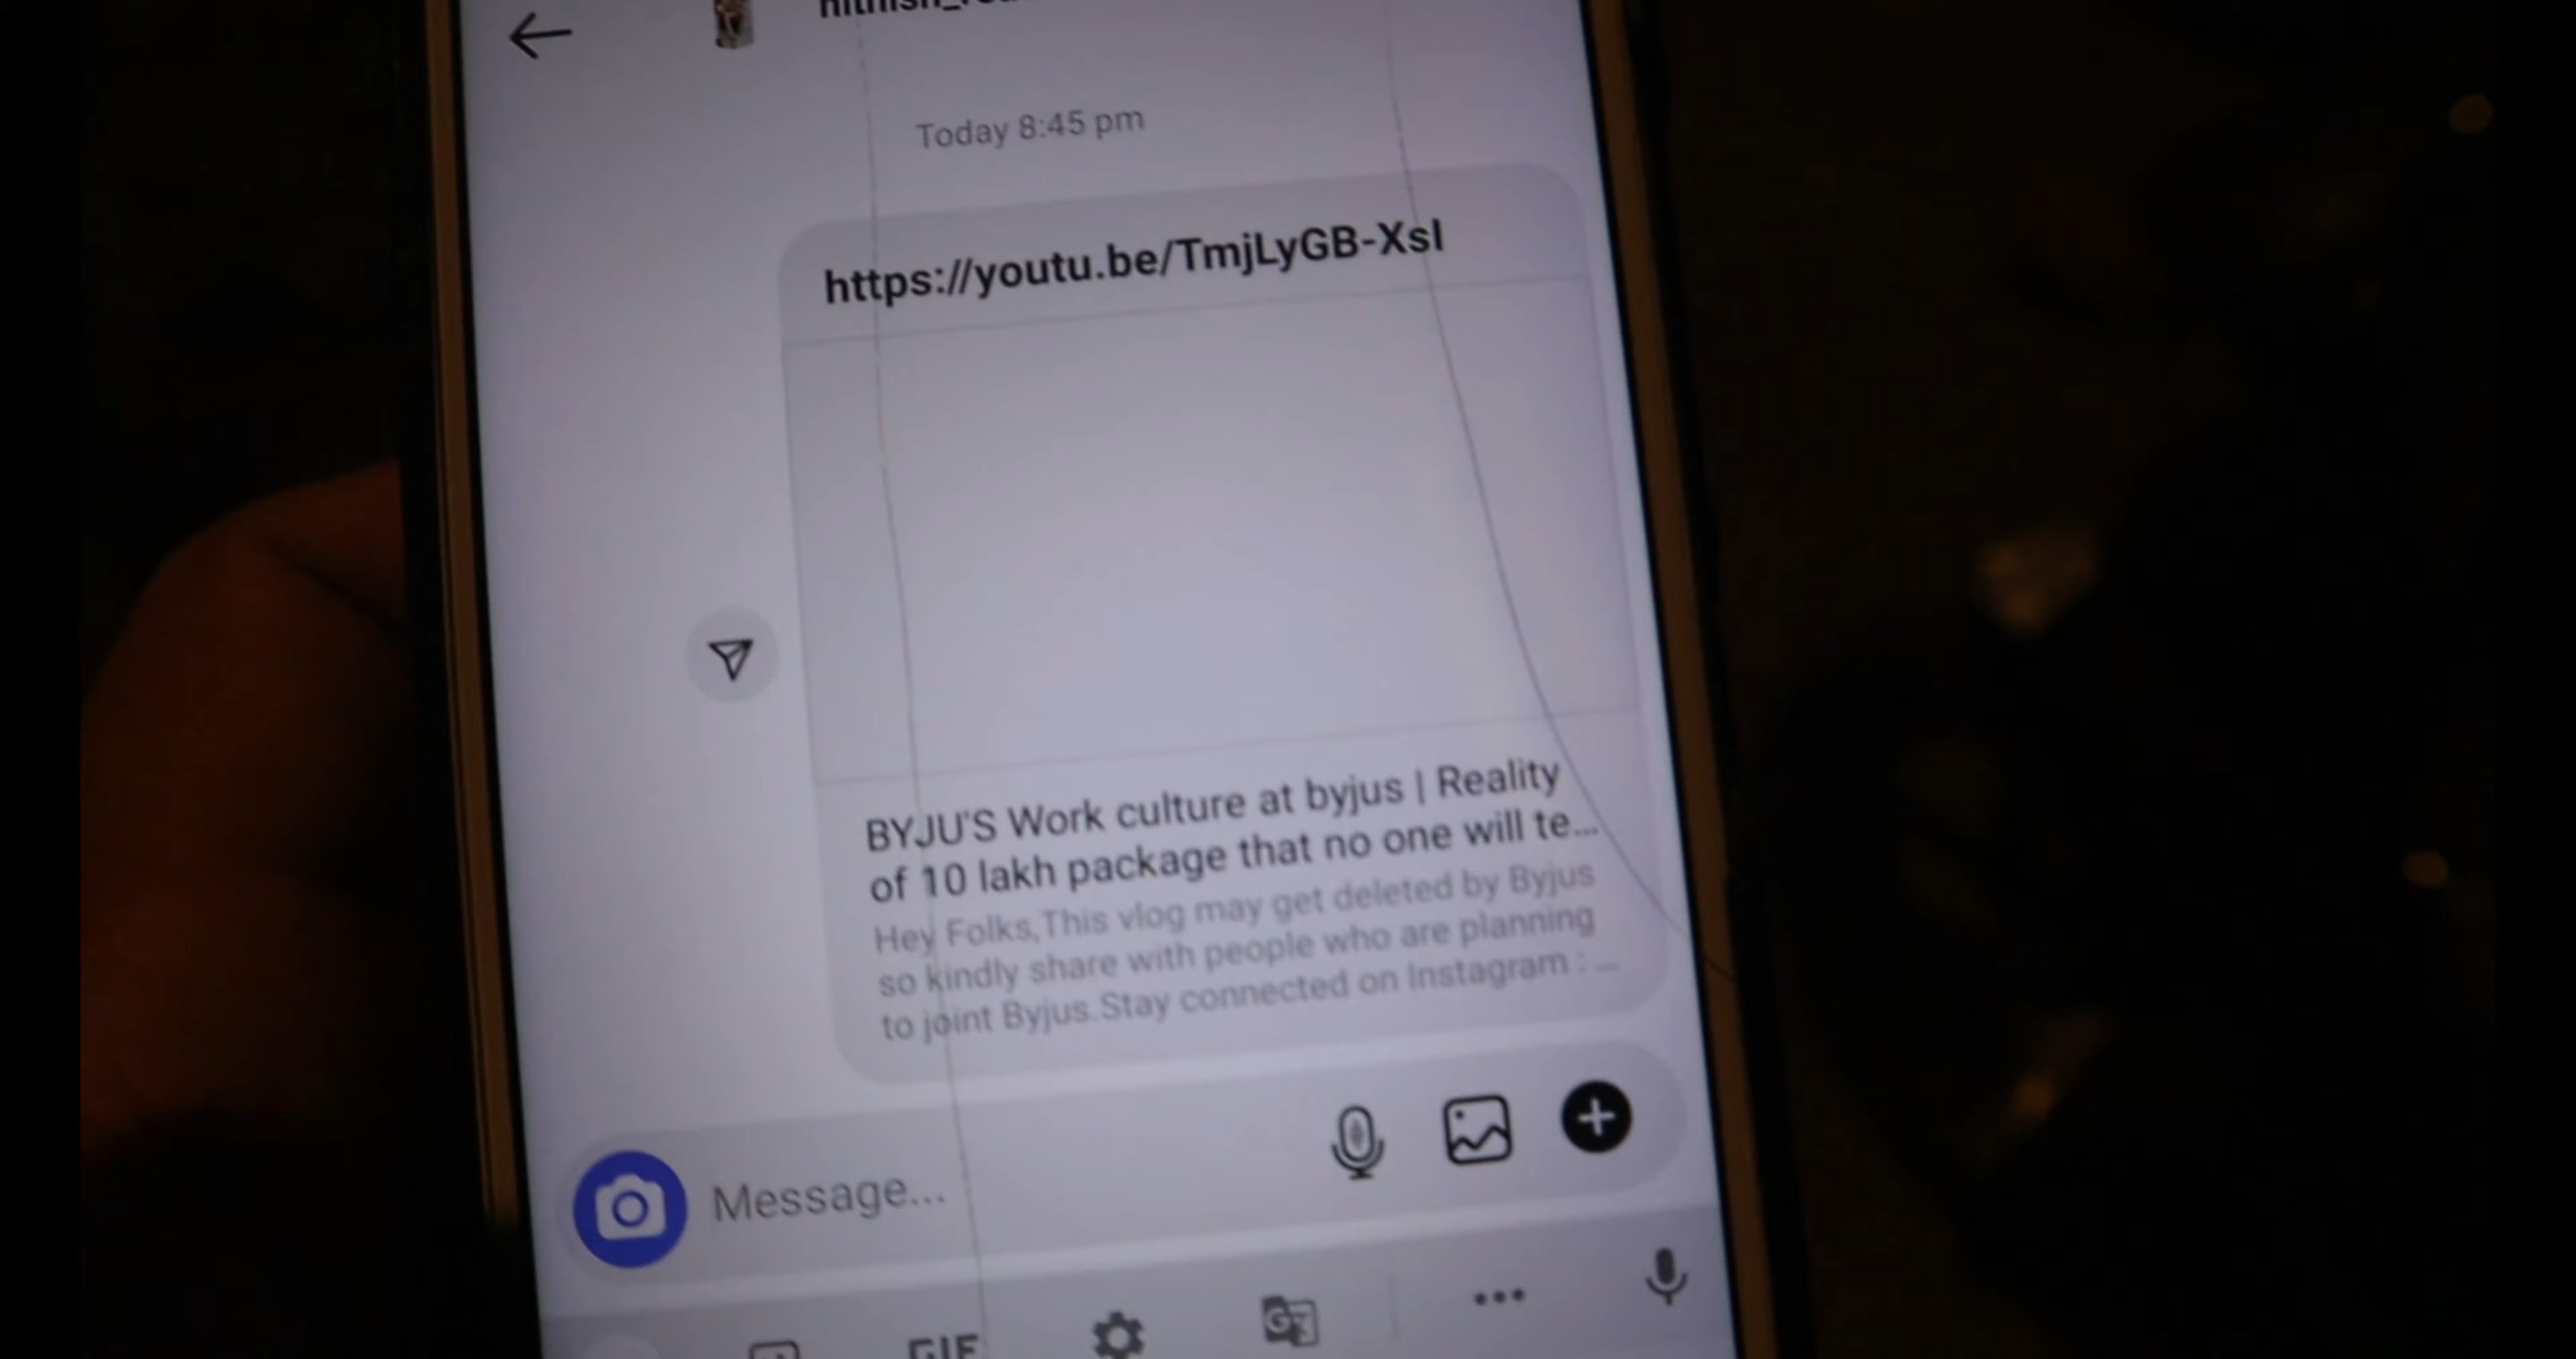 Today 8:45 pm
https://youtu.be/TmjLyGB-XsI
BYJU'S Work culture at byjus | Reality
of 10 lakh package that no one will te...
Hey Folks,This vlog may get deleted by Byjus
so kindly share with people who are planning
to joint Byjus.Stay connected on Instagram : ...
Message...
GIF